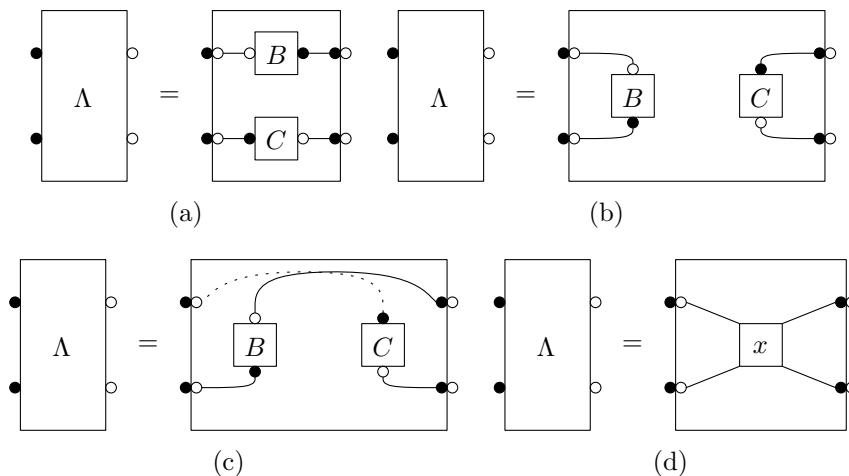 Λ = B C Λ = B C
(a) (b)
Λ = B C Λ = x
(c) (d)